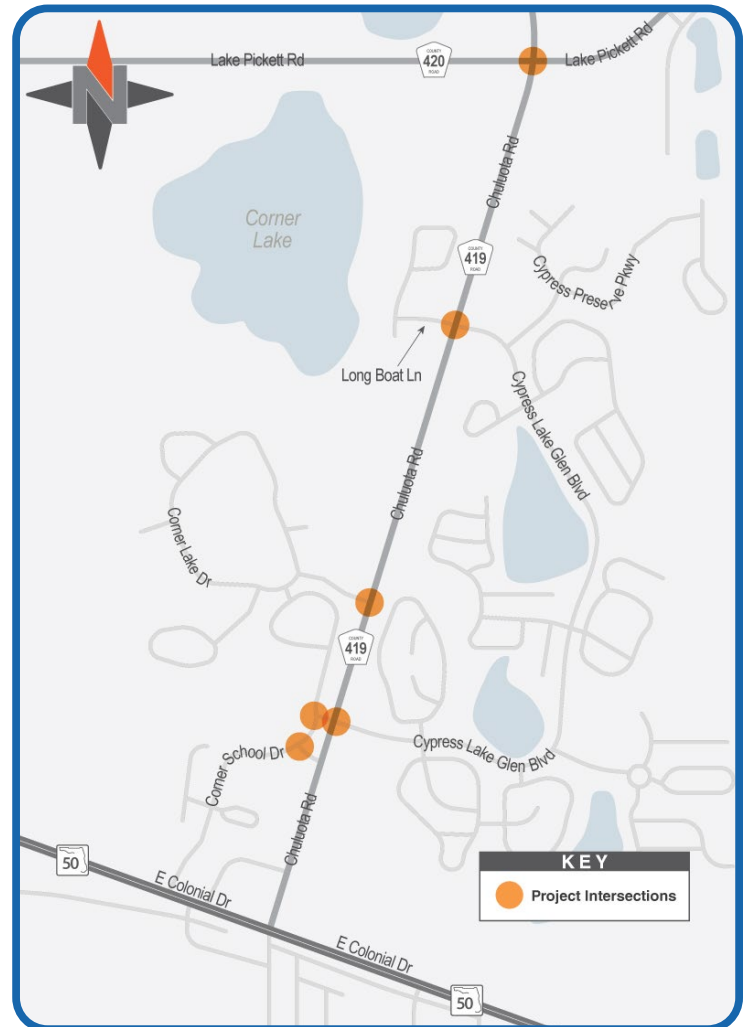 Lake Pickett Rd
COUNTY
420
ROAD
Lake Pickett Rd
N
Chuluota Rd
Corner
Lake
COUNTY
419
ROAD
Cypress Preserve Pkwy
Long Boat Ln
Cypress Lake Glen Blvd
Chuluota Rd
Corner Lake Dr
COUNTY
419
ROAD
Corner School Dr
Cypress Lake Glen Blvd
Chuluota Rd
50
E Colonial Dr
KEY
Project Intersections
E Colonial Dr
50